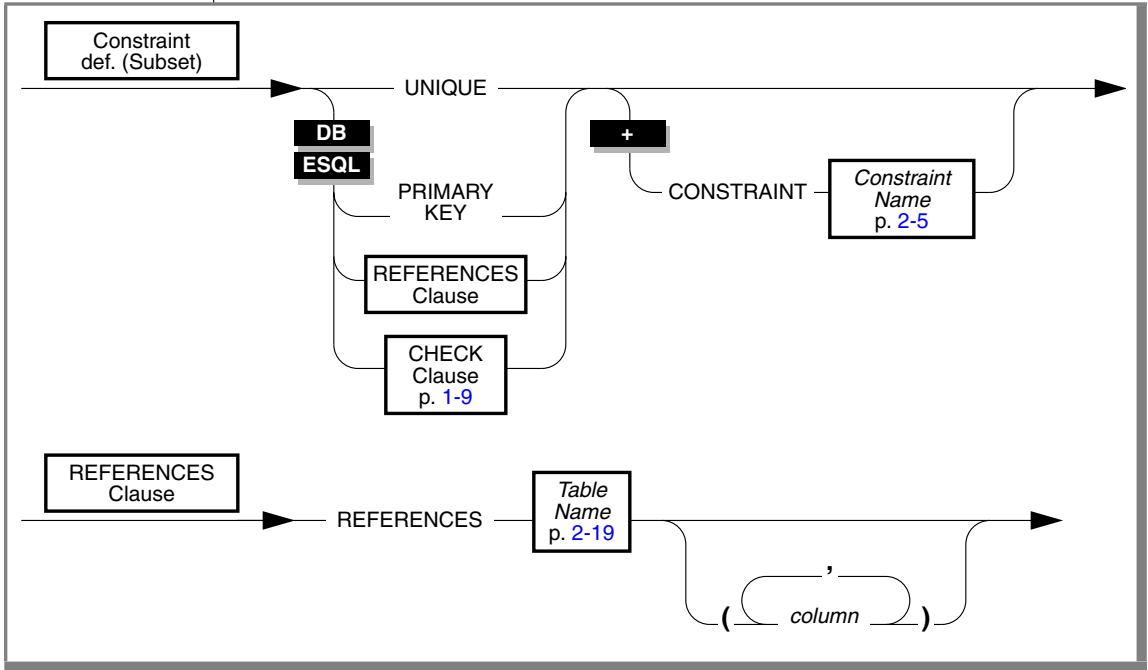 Constraint
def. (Subset)
UNIQUE
DB
ESQL
+
PRIMARY
KEY
CONSTRAINT
Constraint
Name
p. 2-5
REFERENCES
Clause
CHECK
Clause
p. 1-9
REFERENCES
Clause
REFERENCES
Table
Name
p. 2-19
,
( column )